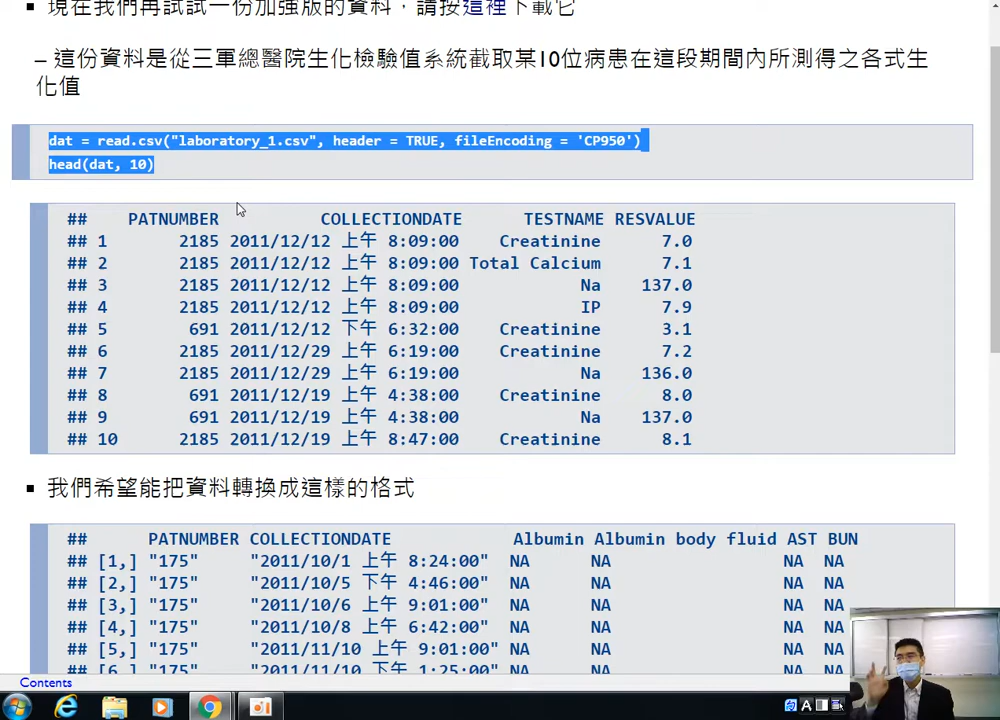 現在我們再試試一份加強版的資料，請按這裡下載它
– 這份資料是從三軍總醫院生化檢驗值系統截取某10位病患在這段期間內所測得之各式生
化值
dat = read.csv("laboratory_1.csv", header = TRUE, fileEncoding = 'CP950')
head(dat, 10)
## PATNUMBER COLLECTIONDATE TESTNAME RESVALUE
## 1 2185 2011/12/12 上午 8:09:00 Creatinine 7.0
## 2 2185 2011/12/12 上午 8:09:00 Total Calcium 7.1
## 3 2185 2011/12/12 上午 8:09:00 Na 137.0
## 4 2185 2011/12/12 上午 8:09:00 IP 7.9
## 5 691 2011/12/12 下午 6:32:00 Creatinine 3.1
## 6 2185 2011/12/29 上午 6:19:00 Creatinine 7.2
## 7 2185 2011/12/29 上午 6:19:00 Na 136.0
## 8 691 2011/12/19 上午 4:38:00 Creatinine 8.0
## 9 691 2011/12/19 上午 4:38:00 Na 137.0
## 10 2185 2011/12/19 上午 8:47:00 Creatinine 8.1
▪ 我們希望能把資料轉換成這樣的格式
## PATNUMBER COLLECTIONDATE Albumin Albumin body fluid AST BUN
## [1,] "175" "2011/10/1 上午 8:24:00" NA NA NA NA
## [2,] "175" "2011/10/5 下午 4:46:00" NA NA NA NA
## [3,] "175" "2011/10/6 上午 9:01:00" NA NA NA NA
## [4,] "175" "2011/10/8 上午 6:42:00" NA NA NA NA
## [5,] "175" "2011/11/10 上午 9:01:00" NA NA NA NA
## [6,] "175" "2011/11/10 下午 1:25:00" NA NA NA NA
Contents
A